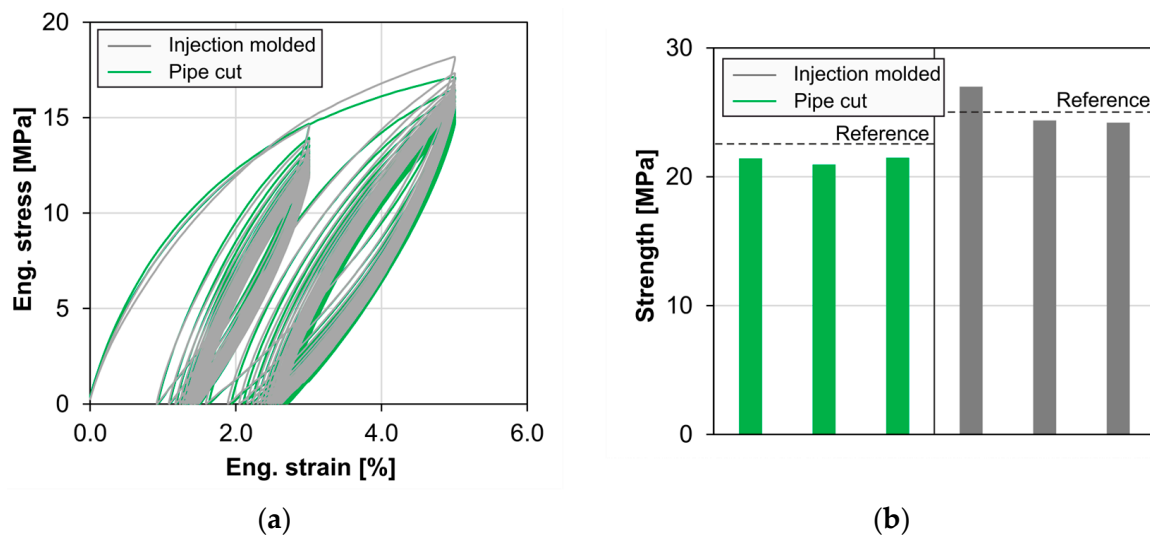 20
15
10
5
0
Eng. stress [MPa]
Injection molded
Pipe cut
0.0
2.0
4.0
6.0
Eng. strain [%]
(a)
30
20
10
0
Strength [MPa]
Injection molded
Pipe cut
Reference
Reference
(b)